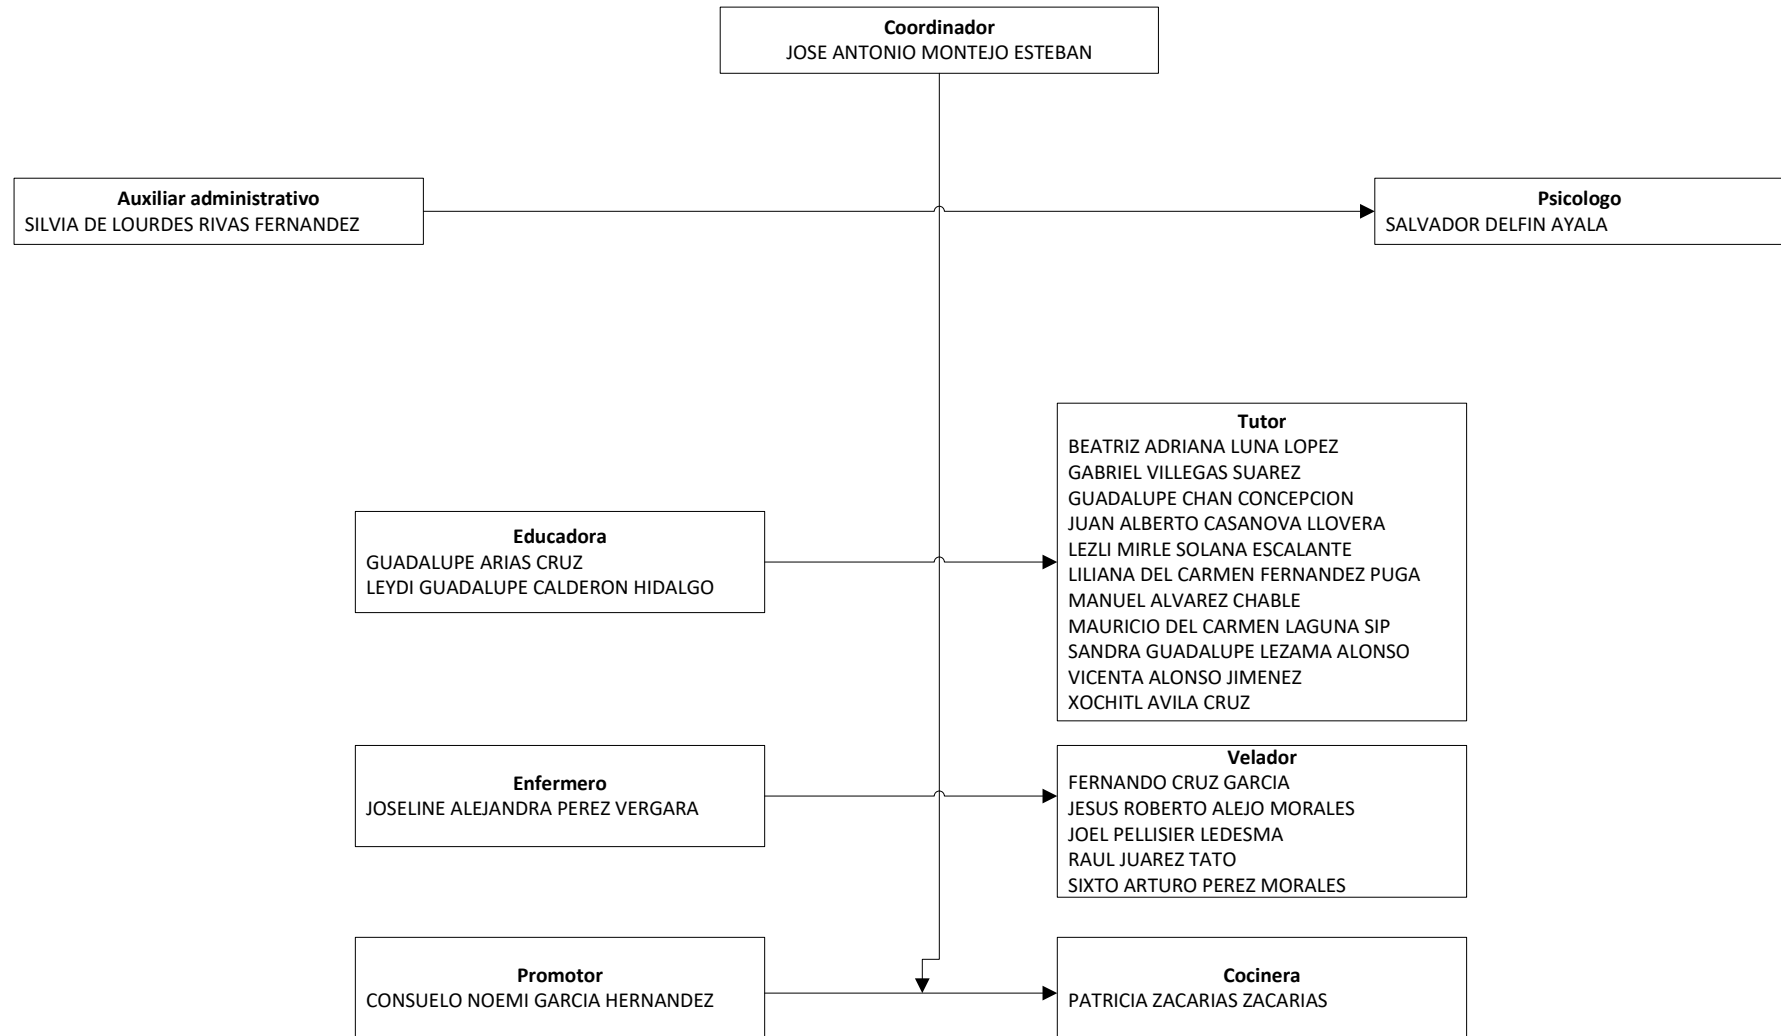 Coordinador
JOSE ANTONIO MONTEJO ESTEBAN
Auxiliar administrativo
SILVIA DE LOURDES RIVAS FERNANDEZ
Psicologo
SALVADOR DELFIN AYALA
Educadora
GUADALUPE ARIAS CRUZ
LEYDI GUADALUPE CALDERON HIDALGO
Tutor
BEATRIZ ADRIANA LUNA LOPEZ
GABRIEL VILLEGAS SUAREZ
GUADALUPE CHAN CONCEPCION
JUAN ALBERTO CASANOVA LLOVERA
LEZLI MIRLE SOLANA ESCALANTE
LILIANA DEL CARMEN FERNANDEZ PUGA
MANUEL ALVAREZ CHABLE
MAURICIO DEL CARMEN LAGUNA SIP
SANDRA GUADALUPE LEZAMA ALONSO
VICENTA ALONSO JIMENEZ
XOCHITL AVILA CRUZ
Enfermero
JOSELINE ALEJANDRA PEREZ VERGARA
Velador
FERNANDO CRUZ GARCIA
JESUS ROBERTO ALEJO MORALES
JOEL PELLISIER LEDESMA
RAUL JUAREZ TATO
SIXTO ARTURO PEREZ MORALES
Promotor
CONSUELO NOEMI GARCIA HERNANDEZ
Cocinera
PATRICIA ZACARIAS ZACARIAS